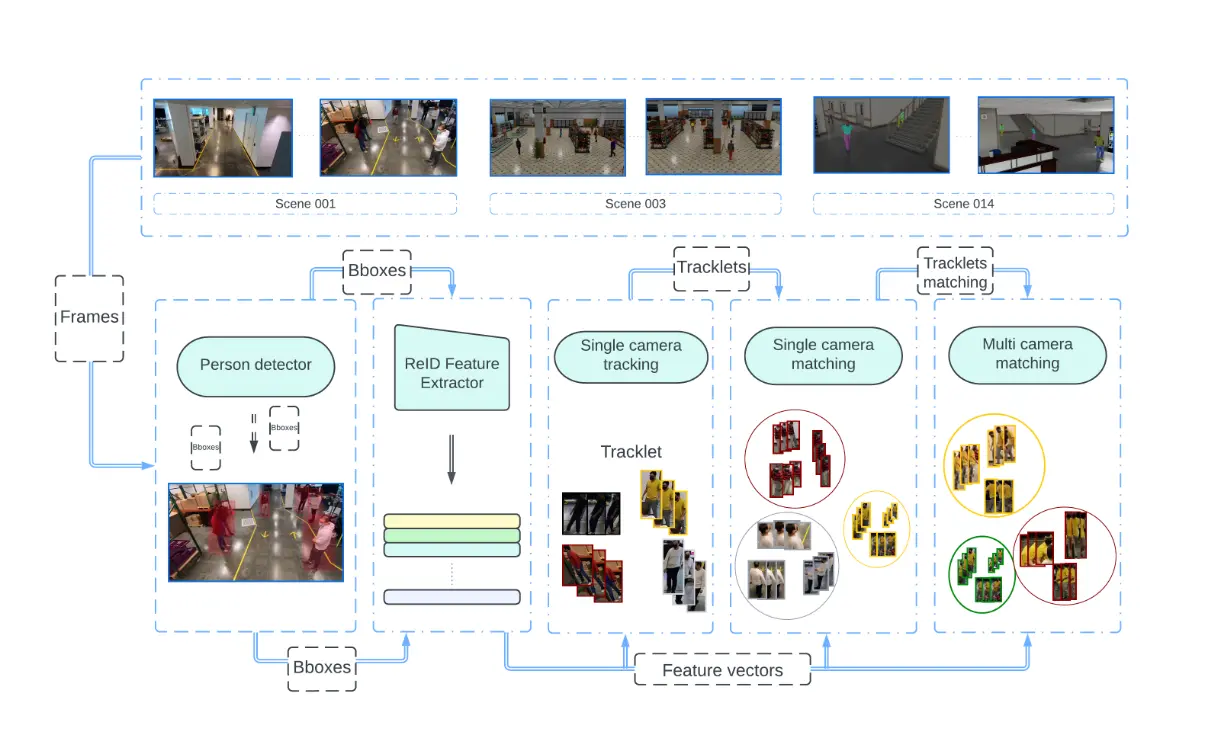 Scene 001
Scene 003
Scene 014
Frames
Bboxes
Tracklets
Tracklets
matching
Person detector
Bboxes
Bboxes
ReID Feature
Extractor
Single camera
tracking
Tracklet
Single camera
matching
Multi camera
matching
Bboxes
Feature vectors